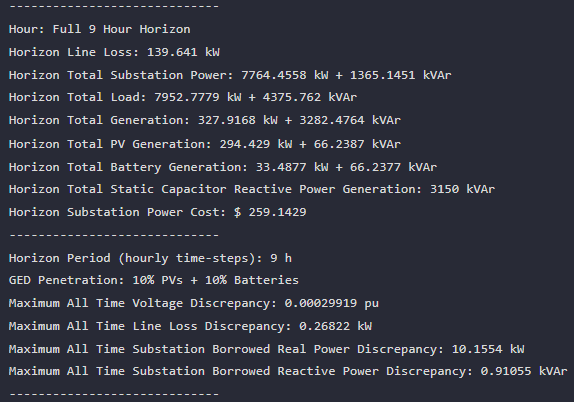 -----------------------------
Hour: Full 9 Hour Horizon
Horizon Line Loss: 139.641 kW
Horizon Total Substation Power: 7764.4558 kW + 1365.1451 kVAr
Horizon Total Load: 7952.7779 kW + 4375.762 kVAr
Horizon Total Generation: 327.9168 kW + 3282.4764 kVAr
Horizon Total PV Generation: 294.429 kW + 66.2387 kVAr
Horizon Total Battery Generation: 33.4877 kW + 66.2377 kVAr
Horizon Total Static Capacitor Reactive Power Generation: 3150 kVAr
Horizon Substation Power Cost: $ 259.1429
-----------------------------
Horizon Period (hourly time-steps): 9 h
GED Penetration: 10% PVs + 10% Batteries
Maximum All Time Voltage Discrepancy: 0.00029919 pu
Maximum All Time Line Loss Discrepancy: 0.26822 kW
Maximum All Time Substation Borrowed Real Power Discrepancy: 10.1554 kW
Maximum All Time Substation Borrowed Reactive Power Discrepancy: 0.91055 kVAr
-----------------------------